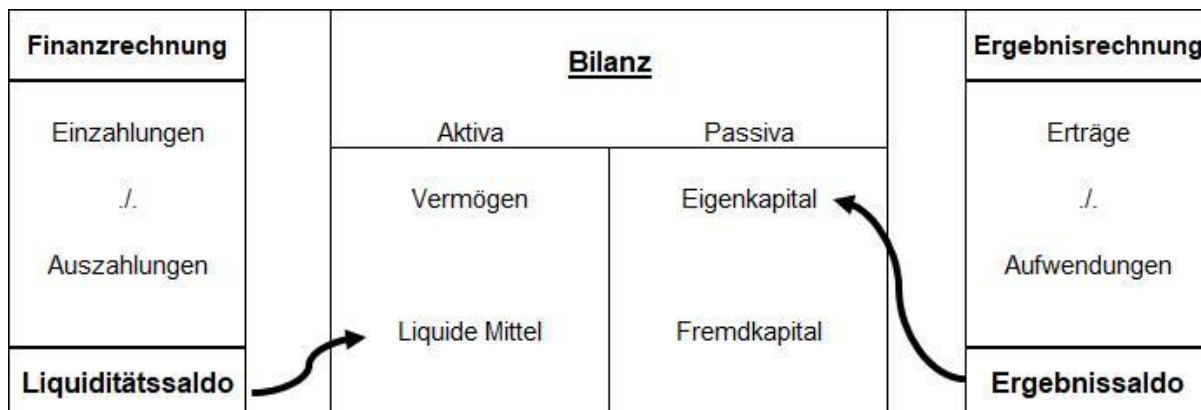 Finanzrechnung
Einzahlungen
./.
Auszahlungen
Liquiditätssaldo
Bilanz
Aktiva
Passiva
Vermögen
Eigenkapital
Liquide Mittel
Fremdkapital
Ergebnisrechnung
Erträge
./.
Aufwendungen
Ergebnissaldo